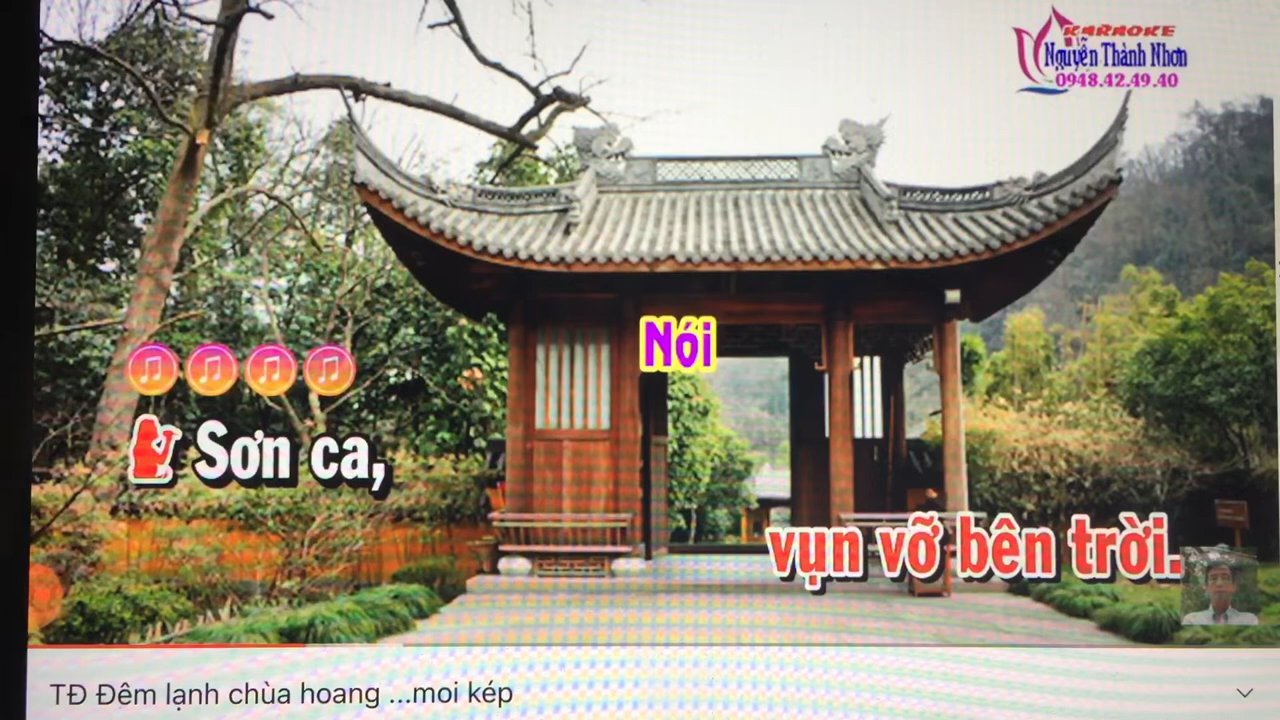 KARAOKE
Nguyễn Thành Nhơn
0948.42.49.40
Nói
Sơn ca,
vụn vỡ bên trời.
TĐ Đêm lạnh chùa hoang ...moi kép